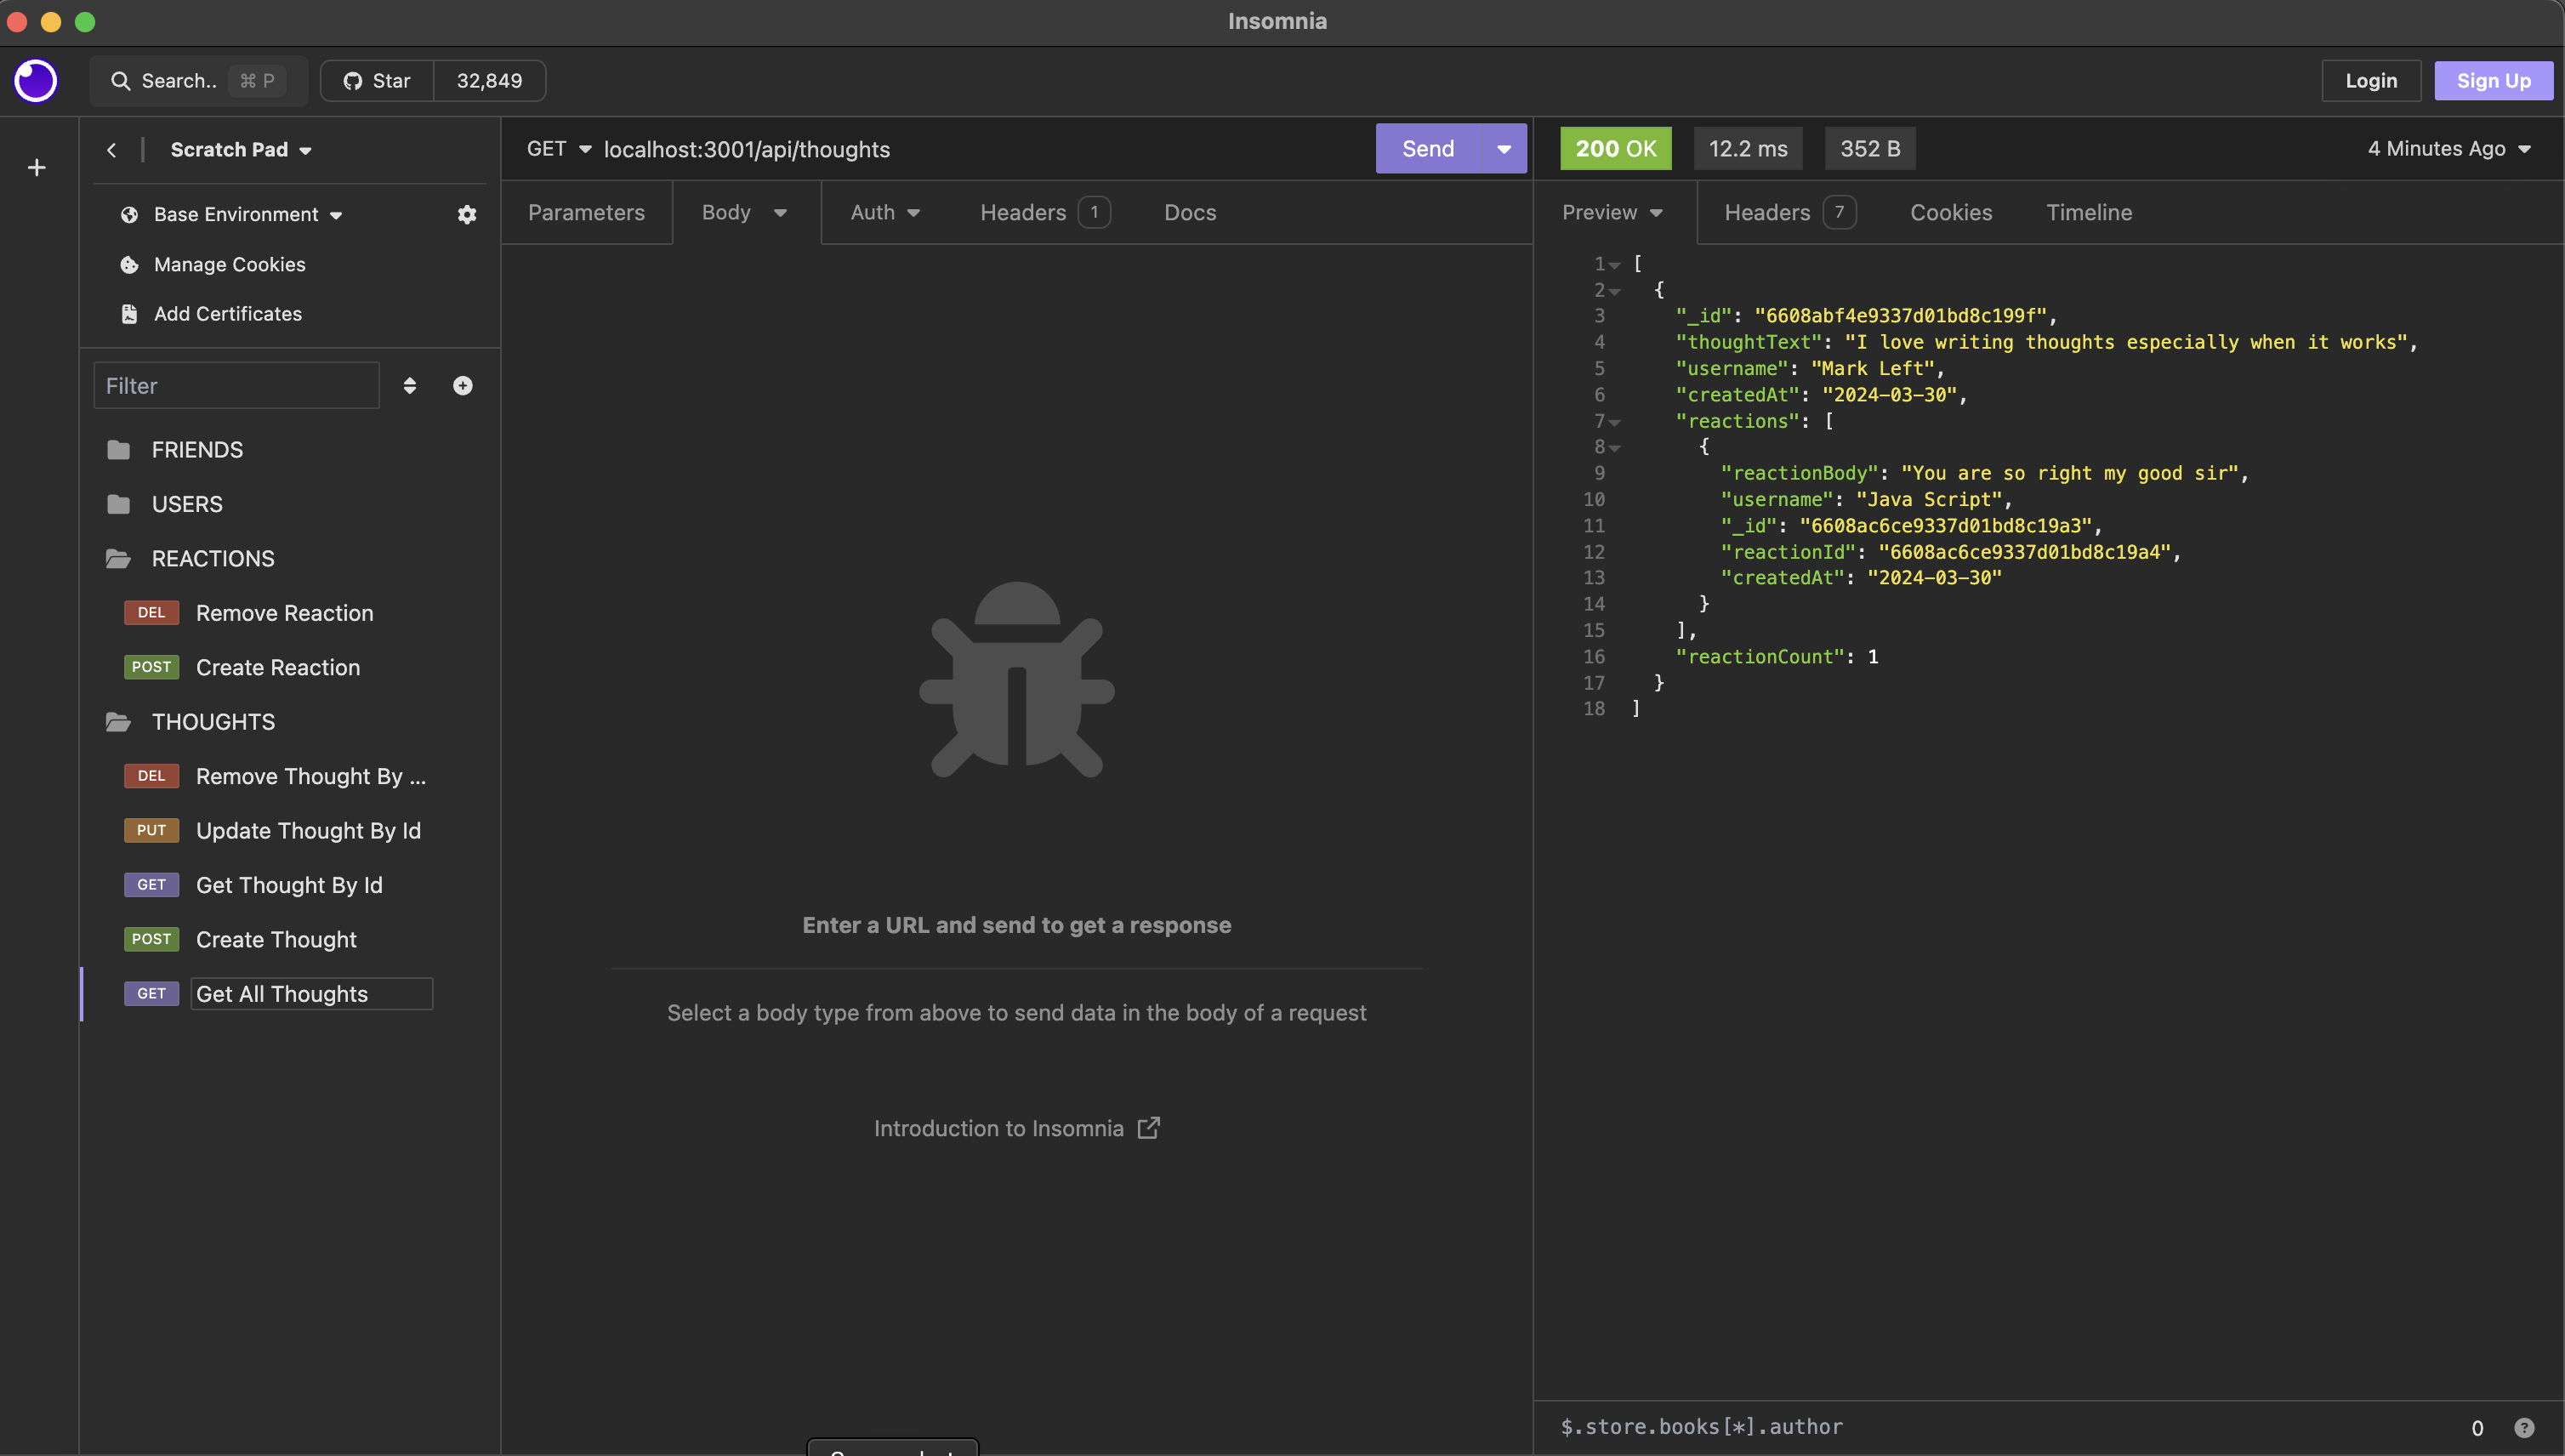 Insomnia
Search.. ⌘ P
Star 32,849
Login
Sign Up
Scratch Pad
Base Environment
Manage Cookies
Add Certificates
Filter
FRIENDS
USERS
REACTIONS
DEL Remove Reaction
POST Create Reaction
THOUGHTS
DEL Remove Thought By ...
PUT Update Thought By Id
GET Get Thought By Id
POST Create Thought
GET Get All Thoughts
GET localhost:3001/api/thoughts
Send
Parameters Body Auth Headers 1 Docs
Enter a URL and send to get a response
Select a body type from above to send data in the body of a request
Introduction to Insomnia
200 OK 12.2 ms 352 B 4 Minutes Ago
Preview Headers 7 Cookies Timeline
1 [
2 {
3 "_id": "6608abf4e9337d01bd8c199f",
4 "thoughtText": "I love writing thoughts especially when it works",
5 "username": "Mark Left",
6 "createdAt": "2024-03-30",
7 "reactions": [
8 {
9 "reactionBody": "You are so right my good sir",
10 "username": "Java Script",
11 "_id": "6608ac6ce9337d01bd8c19a3",
12 "reactionId": "6608ac6ce9337d01bd8c19a4",
13 "createdAt": "2024-03-30"
14 }
15 ],
16 "reactionCount": 1
17 }
18 ]
$.store.books[*].author
0